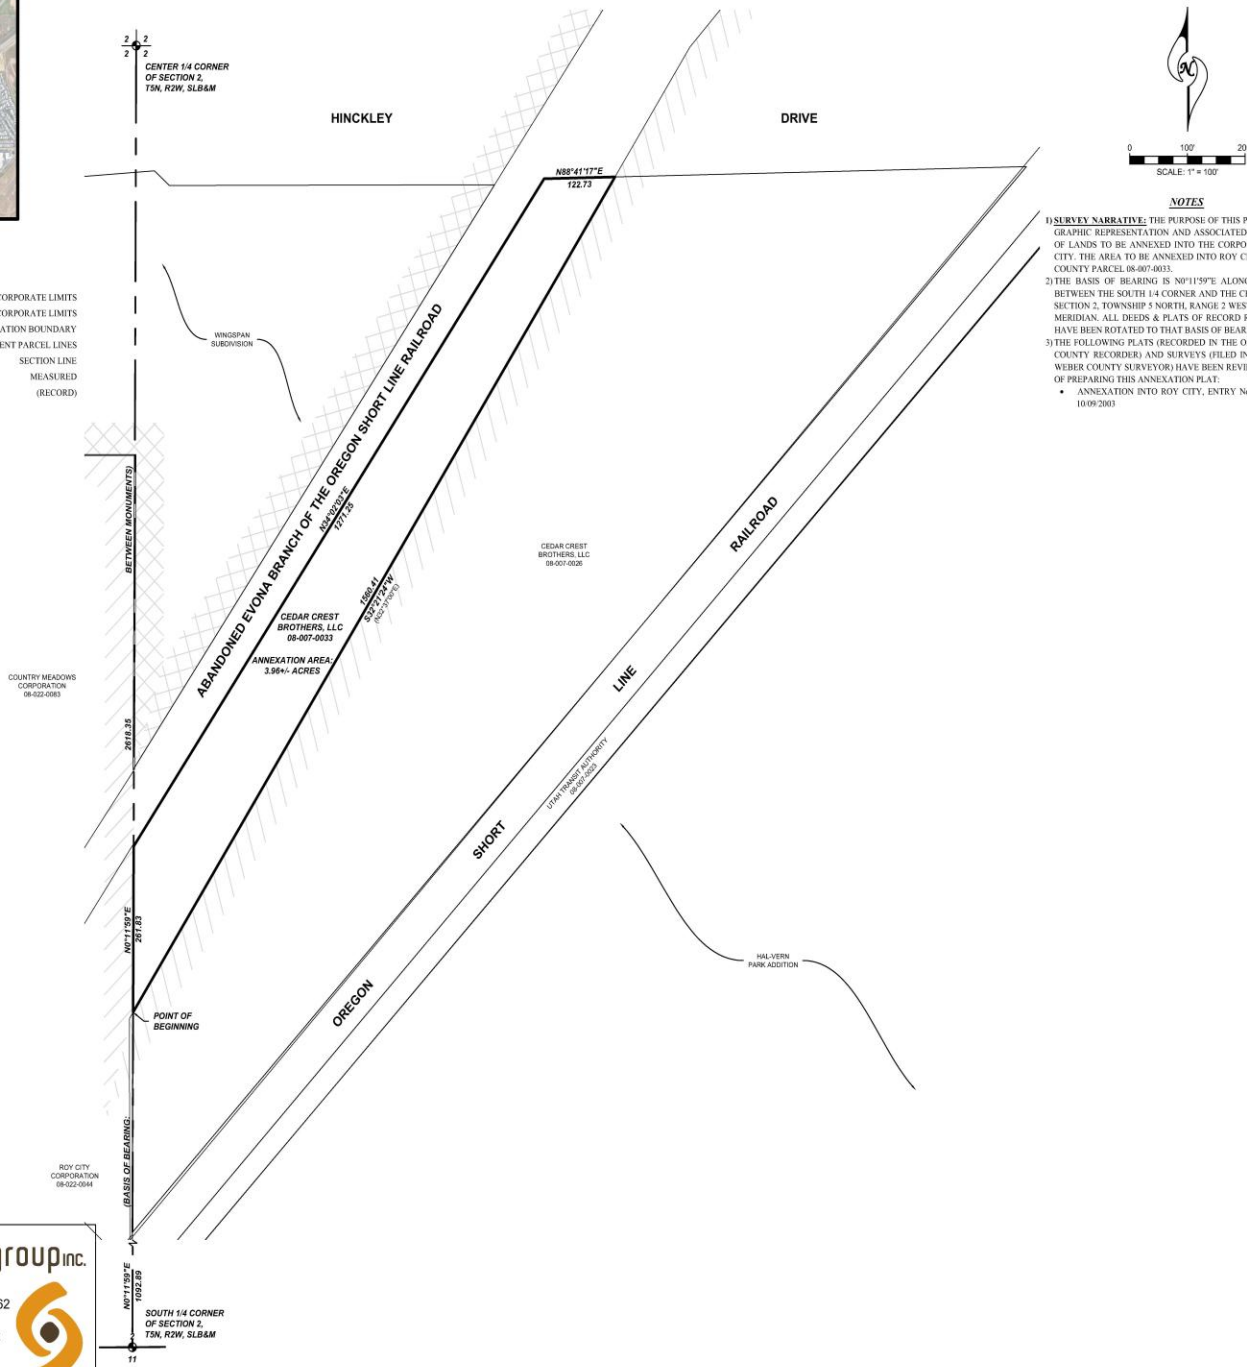 2 2
2 2
CENTER 1/4 CORNER
OF SECTION 2,
T5N, R2W, SLB&M
HINCKLEY
DRIVE
N
0 100' 20
SCALE: 1" = 100'
N88°41'17"E
122.73
NOTES
1) SURVEY NARRATIVE: THE PURPOSE OF THIS P
GRAPHIC REPRESENTATION AND ASSOCIATED
OF LANDS TO BE ANNEXED INTO THE CORPO
CITY. THE AREA TO BE ANNEXED INTO ROY C
COUNTY PARCEL 08-007-0033.
2) THE BASIS OF BEARING IS N0°11'59"E ALON
BETWEEN THE SOUTH 1/4 CORNER AND THE C
SECTION 2, TOWNSHIP 5 NORTH, RANGE 2 WES
MERIDIAN. ALL DEEDS & PLATS OF RECORD
HAVE BEEN ROTATED TO THAT BASIS OF BEAR
3) THE FOLLOWING PLATS (RECORDED IN THE O
COUNTY RECORDER) AND SURVEYS (FILED IN
WEBER COUNTY SURVEYOR) HAVE BEEN REVI
OF PREPARING THIS ANNEXATION PLAT:
• ANNEXATION INTO ROY CITY, ENTRY N
10/09/2003
CORPORATE LIMITS
CORPORATE LIMITS
ATION BOUNDARY
ENT PARCEL LINES
SECTION LINE
MEASURED
(RECORD)
WINGSPAN
SUBDIVISION
ABANDONED EVONA BRANCH OF THE OREGON SHORT LINE RAILROAD
N34°02'03"E
1271.25
BETWEEN MONUMENTS)
2618.35
CEDAR CREST
BROTHERS, LLC
08-007-0026
1560.41
S32°21'24"W
(N32°37'00"E)
CEDAR CREST
BROTHERS, LLC
08-007-0033
ANNEXATION AREA:
3.96+/- ACRES
COUNTRY MEADOWS
CORPORATION
08-022-0083
RAILROAD
LINE
SHORT
OREGON
UTAH TRANSIT AUTHORITY
08-007-0023
N0°11'59"E
261.83
HAL-VERN
PARK ADDITION
POINT OF
BEGINNING
(BASIS OF BEARING:
ROY CITY
CORPORATION
08-022-0044
group INC.
62
N0°11'59"E
1092.89
SOUTH 1/4 CORNER
OF SECTION 2,
T5N, R2W, SLB&M
2
11